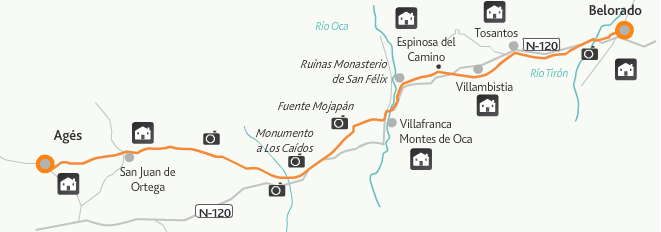 Belorado
Río Oca
Tosantos
Espinosa del
Camino
N-120
Ruinas Monasterio
de San Félix
Río Tirón
Villambistia
Fuente Mojapán
Villafranca
Montes de Oca
Agés
Monumento
a Los Caídos
San Juan de
Ortega
N-120